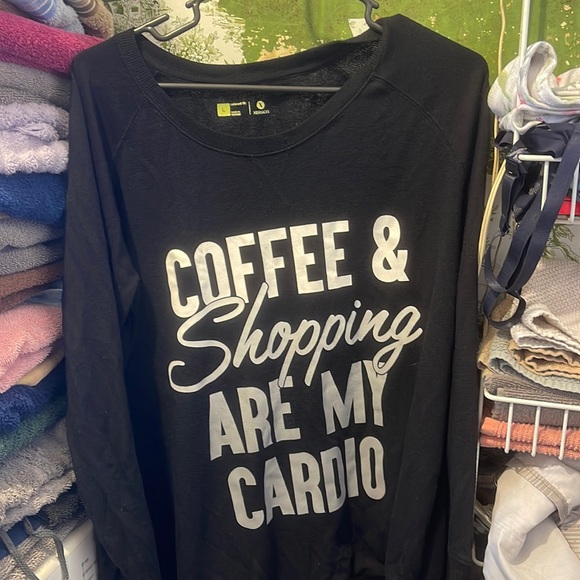 L
COFFEE &
Shopping
ARE MY
CARDIO